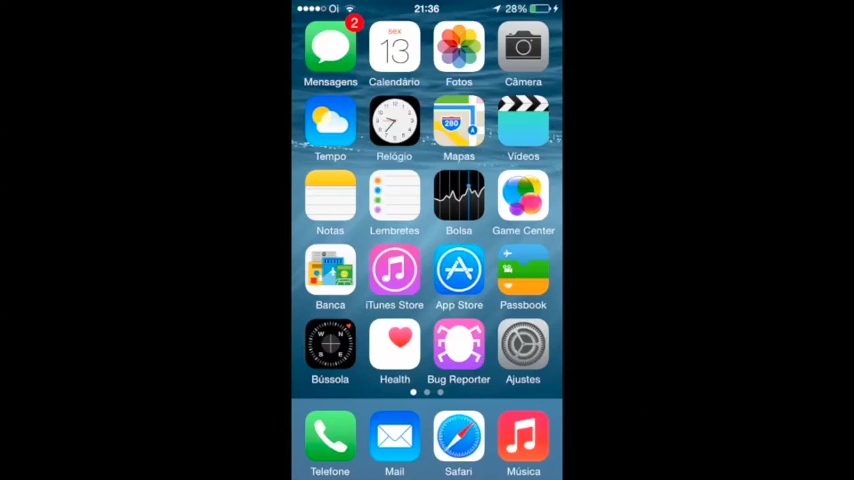 Oi 21:36 28%
2
sex
13
Mensagens Calendário Fotos Câmera
280
Tempo Relógio Mapas Vídeos
Notas Lembretes Bolsa Game Center
Banca iTunes Store App Store Passbook
N
W E
S
Bússola Health Bug Reporter Ajustes
Telefone Mail Safari Música